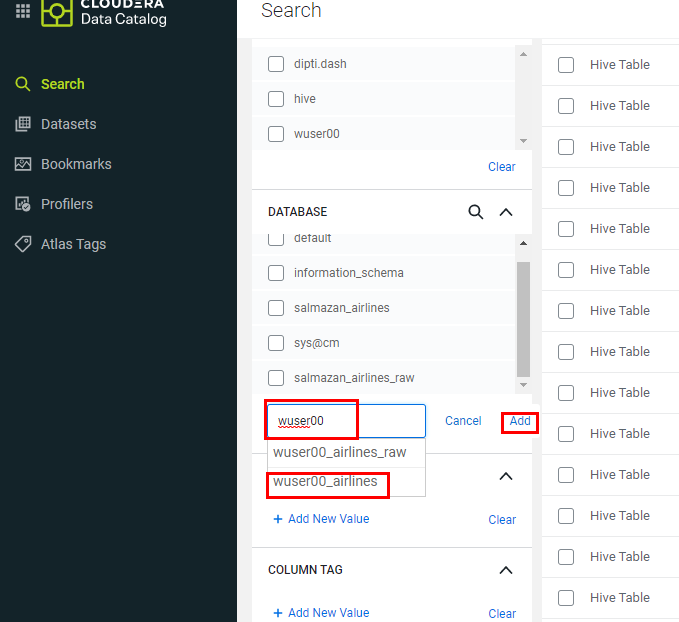 CLOUDERA
Data Catalog
Search
Datasets
Bookmarks
Profilers
Atlas Tags
Search
dipti.dash
hive
wuser00
Clear
DATABASE
default
information_schema
salmazan_airlines
sys@cm
salmazan_airlines_raw
wuser00
Cancel
Add
wuser00_airlines_raw
wuser00_airlines
+ Add New Value
Clear
COLUMN TAG
+ Add New Value
Clear
Hive Table
Hive Table
Hive Table
Hive Table
Hive Table
Hive Table
Hive Table
Hive Table
Hive Table
Hive Table
Hive Table
Hive Table
Hive Table
Hive Table